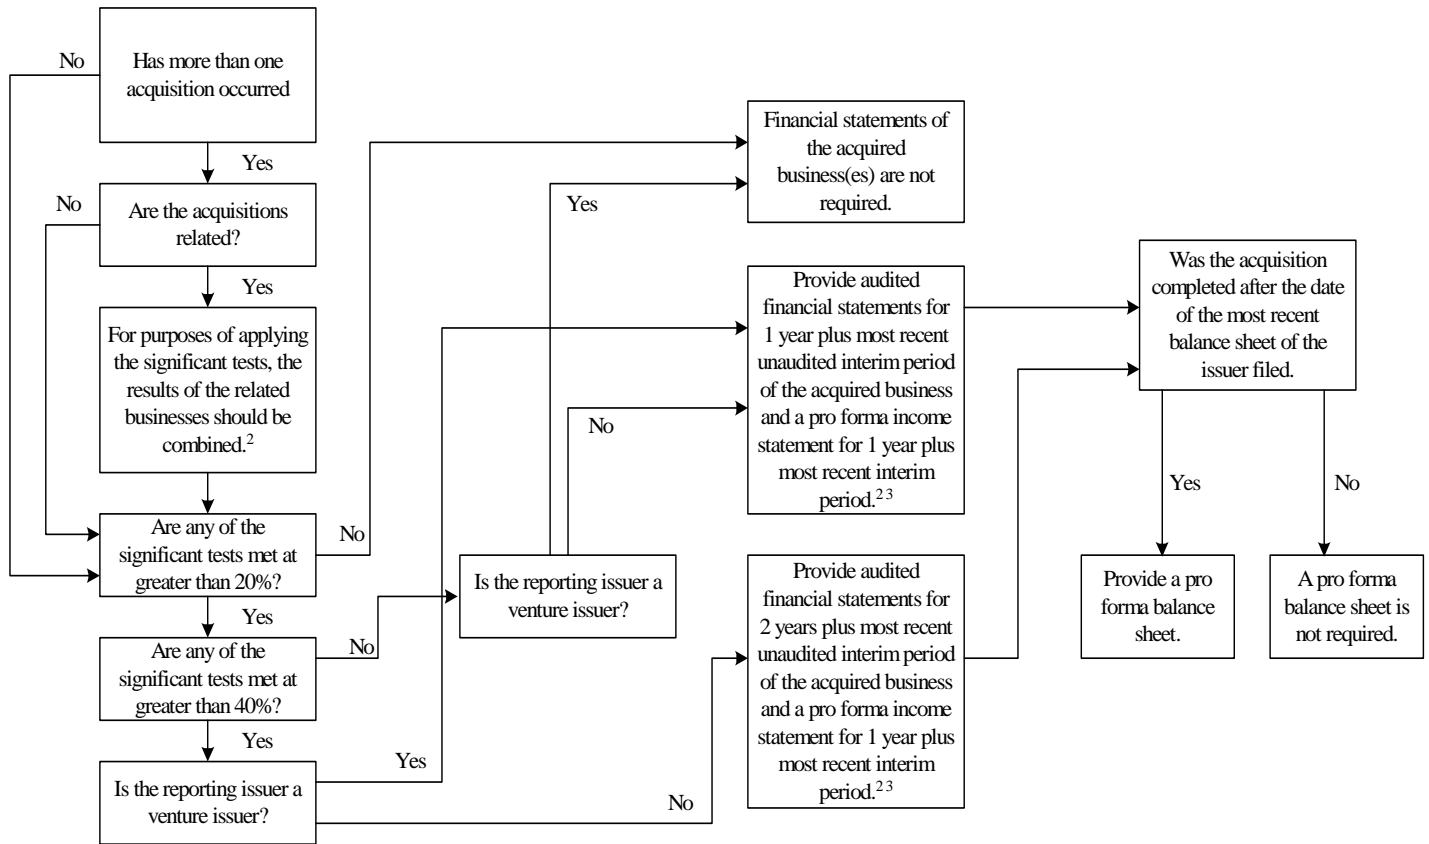 No
Has more than one
acquisition occurred
Yes
No
Are the acquisitions
related?
Yes
For purposes of applying
the significant tests, the
results of the related
businesses should be
combined.2
Are any of the
significant tests met at
greater than 20%?
No
Yes
Are any of the
significant tests met at
greater than 40%?
No
Yes
Is the reporting issuer a
venture issuer?
Yes
No
Is the reporting issuer a
venture issuer?
Yes
No
Financial statements of
the acquired
business(es) are not
required.
Provide audited
financial statements for
1 year plus most recent
unaudited interim period
of the acquired business
and a pro forma income
statement for 1 year plus
most recent interim
period.2 3
Provide audited
financial statements for
2 years plus most recent
unaudited interim period
of the acquired business
and a pro forma income
statement for 1 year plus
most recent interim
period.2 3
Was the acquisition
completed after the date
of the most recent
balance sheet of the
issuer filed.
Yes
No
Provide a pro
forma balance
sheet.
A pro forma
balance sheet is
not required.